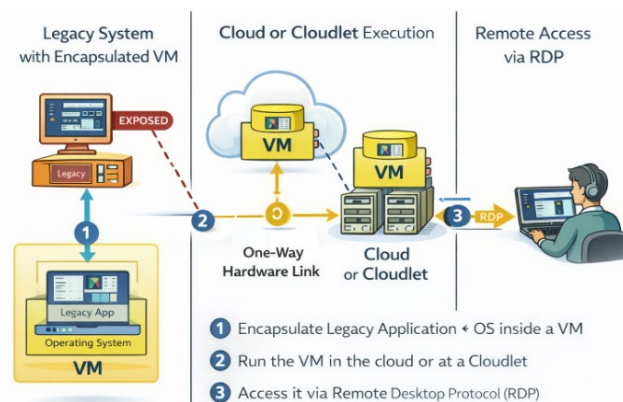 Legacy System
with Encapsulated VM
EXPOSED
Legacy
1
Legacy App
Operating System
VM
Cloud or Cloudlet Execution
VM
VM
2
One-Way
Hardware Link
Cloud
or Cloudlet
Remote Access
via RDP
3
RDP
1 Encapsulate Legacy Application + OS inside a VM
2 Run the VM in the cloud or at a Cloudlet
3 Access it via Remote Desktop Protocol (RDP)